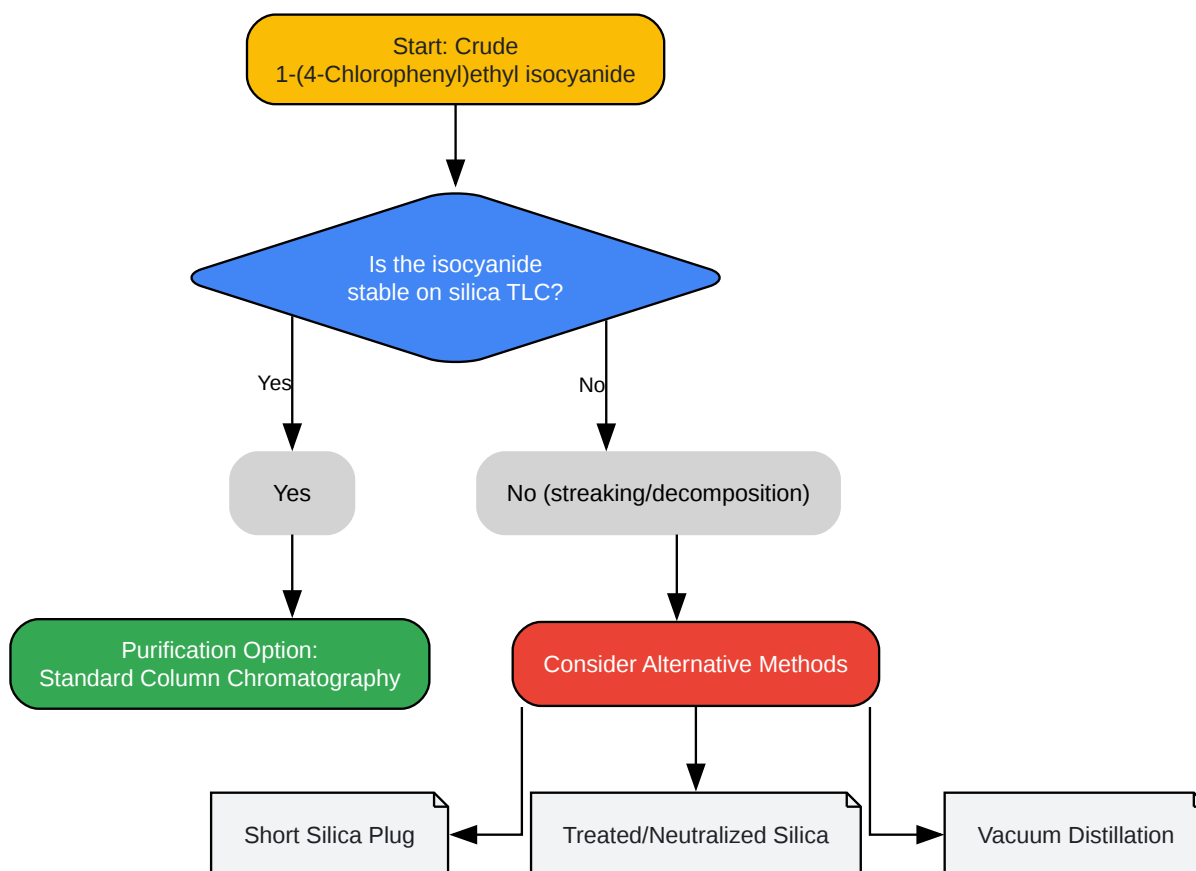 Start: Crude
1-(4-Chlorophenyl)ethyl isocyanide
Is the isocyanide
stable on silica TLC?
Yes
No
Yes
No (streaking/decomposition)
Purification Option:
Standard Column Chromatography
Consider Alternative Methods
Short Silica Plug
Treated/Neutralized Silica
Vacuum Distillation